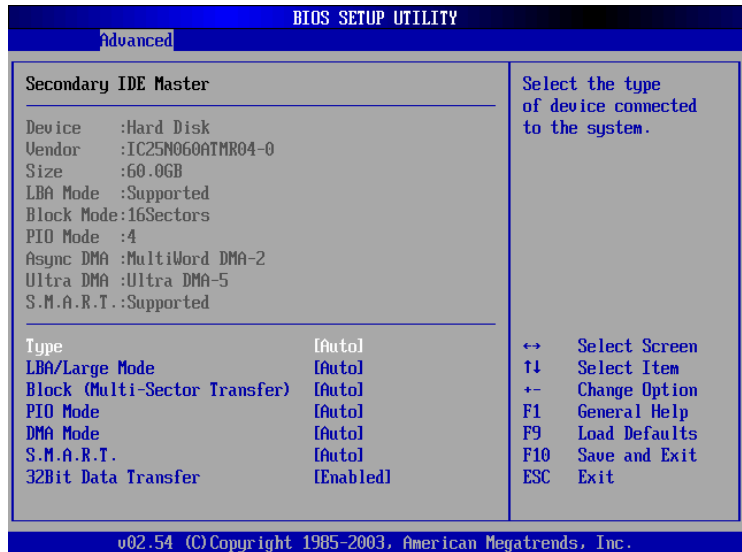 BIOS SETUP UTILITY
Advanced
Secondary IDE Master
Device :Hard Disk
Vendor :IC25N060ATMR04-0
Size :60.0GB
LBA Mode :Supported
Block Mode:16Sectors
PIO Mode :4
Async DMA :MultiWord DMA-2
Ultra DMA :Ultra DMA-5
S.M.A.R.T.:Supported
Type [Auto]
LBA/Large Mode [Auto]
Block (Multi-Sector Transfer) [Auto]
PIO Mode [Auto]
DMA Mode [Auto]
S.M.A.R.T. [Auto]
32Bit Data Transfer [Enabled]
Select the type
of device connected
to the system.
↔ Select Screen
↑↓ Select Item
+- Change Option
F1 General Help
F9 Load Defaults
F10 Save and Exit
ESC Exit
v02.54 (C)Copyright 1985-2003, American Megatrends, Inc.